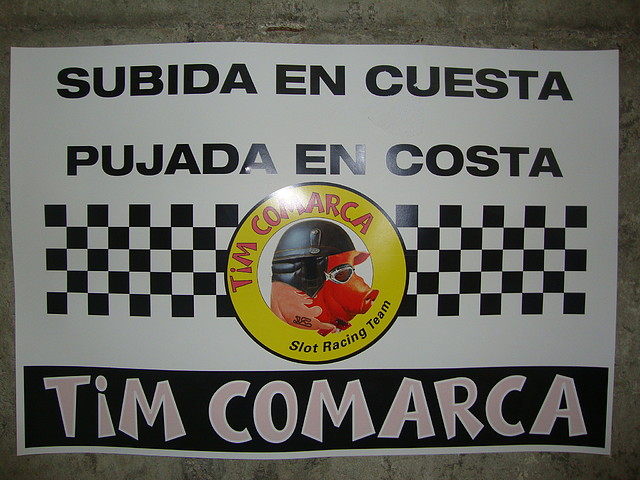 SUBIDA EN CUESTA
PUJADA EN COSTA
TiM COMARCA
Slot Racing Team
TiM COMARCA